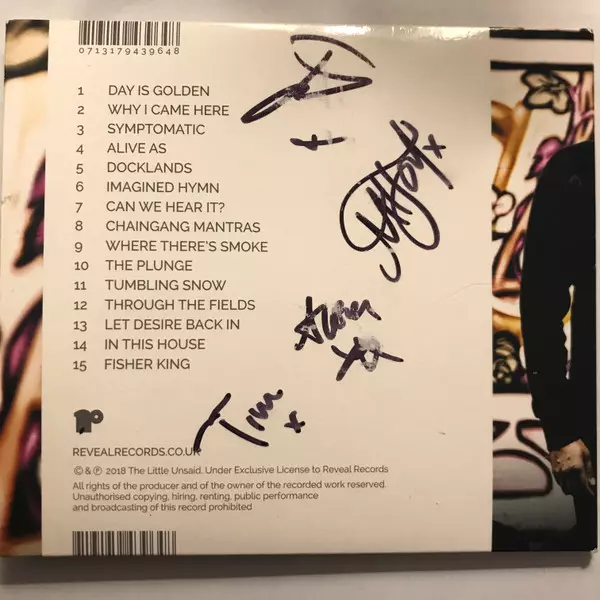 0713179439648
1 DAY IS GOLDEN
2 WHY I CAME HERE
3 SYMPTOMATIC
4 ALIVE AS
5 DOCKLANDS
6 IMAGINED HYMN
7 CAN WE HEAR IT?
8 CHAINGANG MANTRAS
9 WHERE THERE'S SMOKE
10 THE PLUNGE
11 TUMBLING SNOW
12 THROUGH THE FIELDS
13 LET DESIRE BACK IN
14 IN THIS HOUSE
15 FISHER KING
Tim x
REVEALRECORDS.CO.UK
© & ℗ 2018 The Little Unsaid. Under Exclusive License to Reveal Records
All rights of the producer and of the owner of the recorded work reserved.
Unauthorised copying, hiring, renting, public performance
and broadcasting of this record prohibited